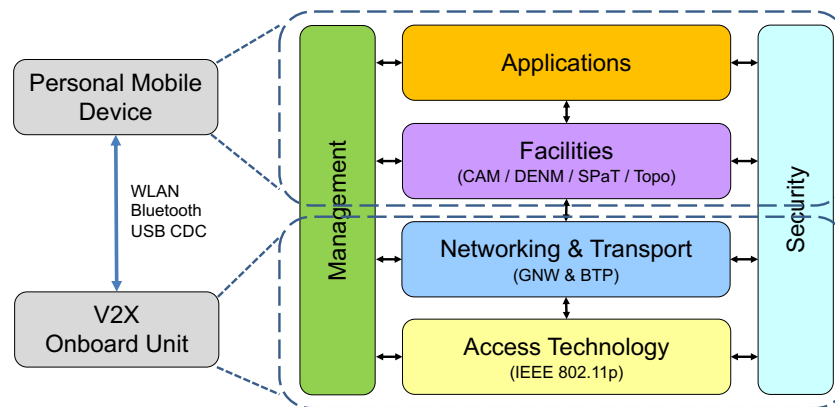 Personal Mobile
Device
WLAN
Bluetooth
USB CDC
V2X
Onboard Unit
Management
Applications
Facilities
(CAM / DENM / SPaT / Topo)
Networking & Transport
(GNW & BTP)
Access Technology
(IEEE 802.11p)
Security